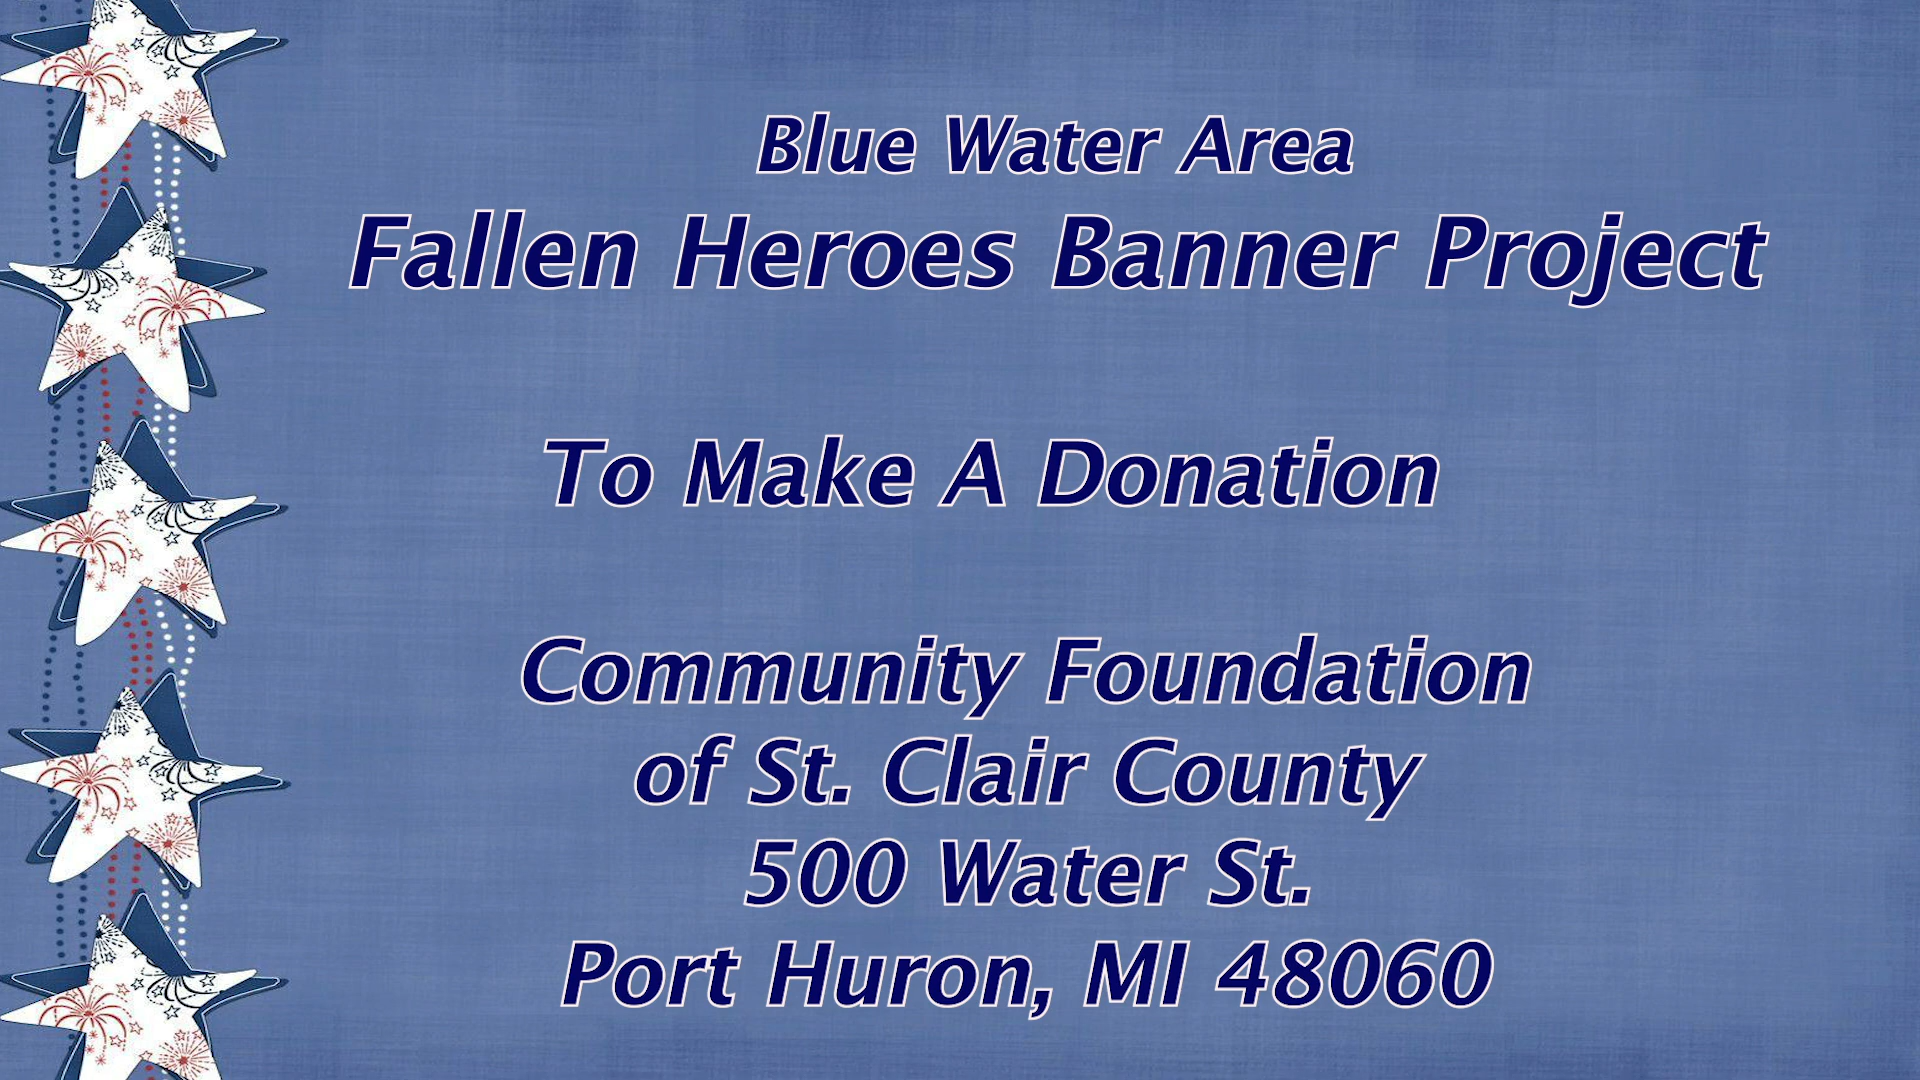 Blue Water Area
Fallen Heroes Banner Project
To Make A Donation
Community Foundation
of St. Clair County
500 Water St.
Port Huron, MI 48060